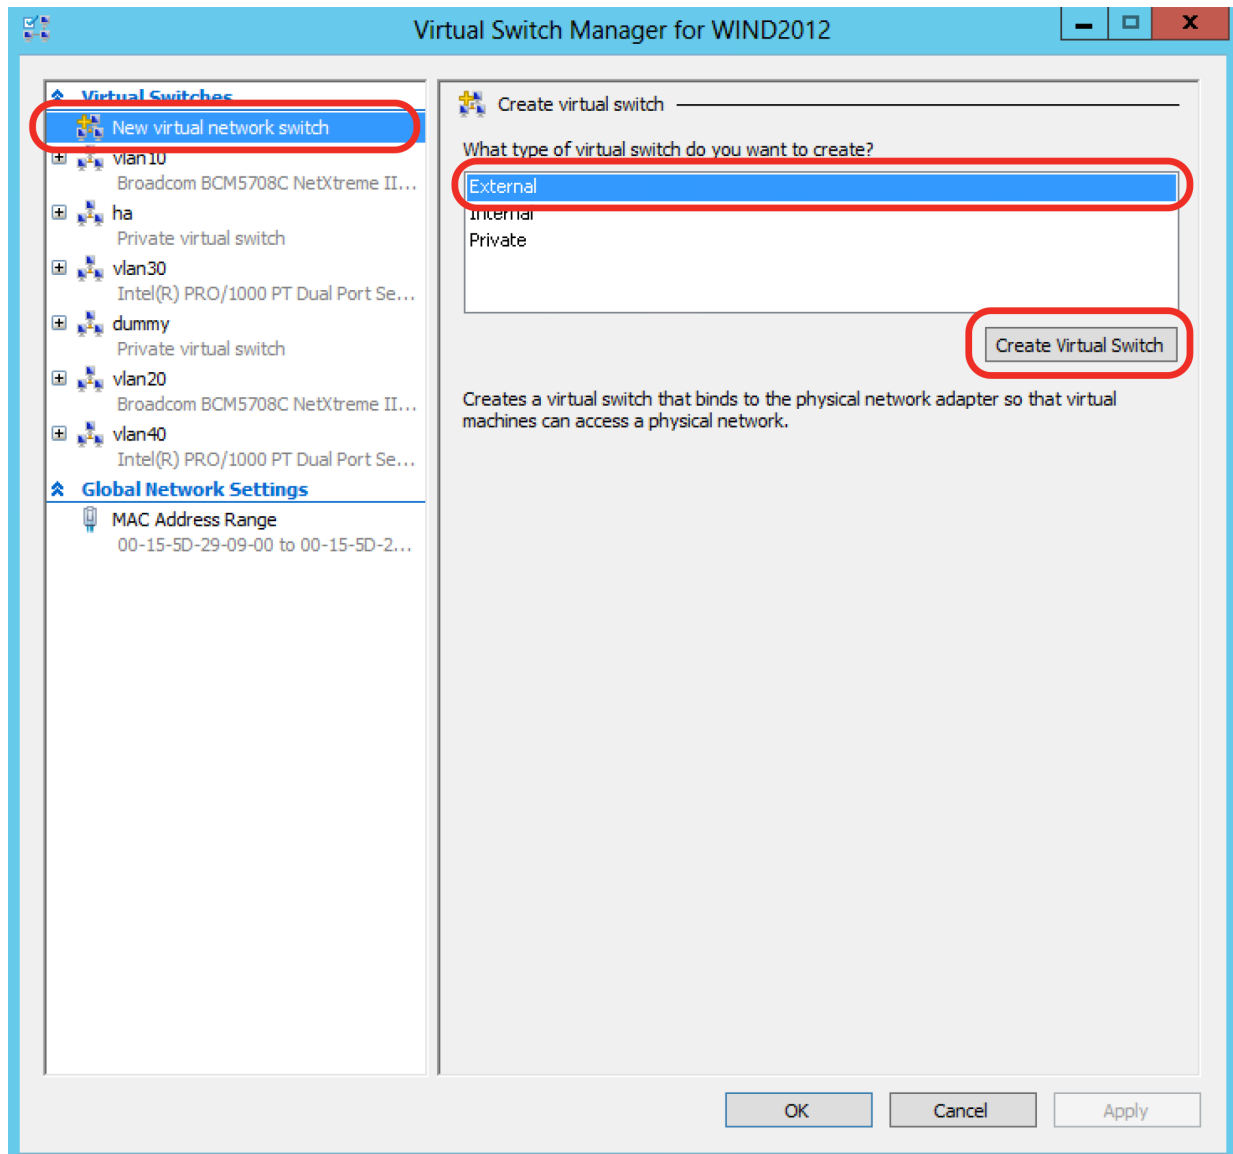 Virtual Switch Manager for WIND2012
Virtual Switches
New virtual network switch
vlan10
Broadcom BCM5708C NetXtreme II...
ha
Private virtual switch
vlan30
Intel(R) PRO/1000 PT Dual Port Se...
dummy
Private virtual switch
vlan20
Broadcom BCM5708C NetXtreme II...
vlan40
Intel(R) PRO/1000 PT Dual Port Se...
Global Network Settings
MAC Address Range
00-15-5D-29-09-00 to 00-15-5D-2...
Create virtual switch
What type of virtual switch do you want to create?
External
Internal
Private
Create Virtual Switch
Creates a virtual switch that binds to the physical network adapter so that virtual
machines can access a physical network.
OK
Cancel
Apply